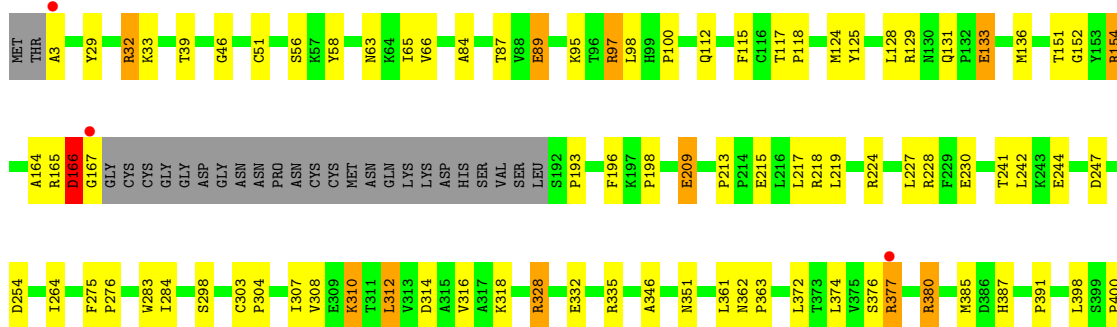 MET THR A3 Y29 R32 K33 T39 G46 C51 S56 K57 Y58 N63 K64 I65 V66 A84 T87 V88 E89 K95 T96 R97 L98 H99 P100 Q112 F115 C116 T117 P118 M124 Y125 L128 R129 N130 Q131 P132 E133 M136 T151 G152 Y153 R154
A164 R165 D166 G167 GLY CYS CYS GLY GLY ASP GLY ASN ASN PRO ASN CYS CYS MET ASN GLN LYS LYS ASP HIS SER VAL SER LEU S192 P193 F196 K197 P198 E209 P213 P214 E215 L216 L217 R218 L219 R224 L227 R228 F229 E230 T241 L242 K243 E244 D247
D254 I264 F275 P276 W283 I284 S298 C303 P304 I307 V308 E309 K310 T311 L312 V313 D314 A315 V316 A317 K318 R328 E332 R335 A346 N351 L361 N362 P363 L372 T373 L374 V375 S376 R377 R380 M385 D386 H387 P391 L398 S399